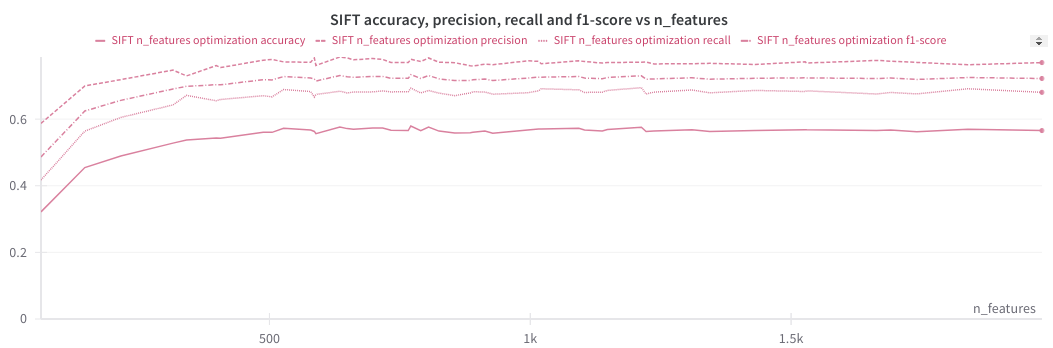 SIFT accuracy, precision, recall and f1-score vs n_features
SIFT n_features optimization accuracy SIFT n_features optimization precision SIFT n_features optimization recall SIFT n_features optimization f1-score
0.6
0.4
0.2
0
n_features
500 1k 1.5k